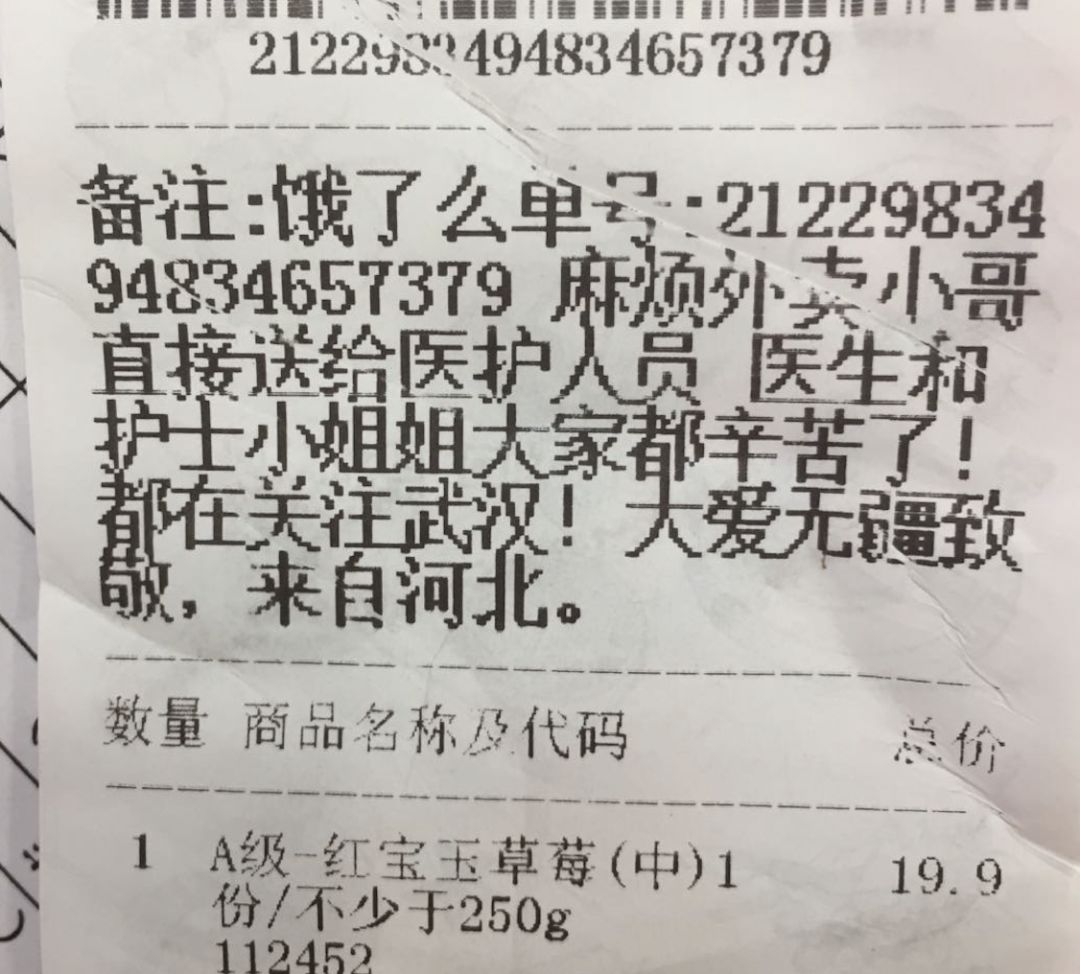 2122983494834657379
备注:饿了么单号:21229834
94834657379 麻烦外卖小哥
直接送给医护人员 医生和
护士小姐姐大家都辛苦了!
都在关注武汉! 大爱无疆致
敬, 来自河北。
数量 商品名称及代码 总价
1 A级-红宝玉草莓(中)1 19.9
份/不少于250g
112452